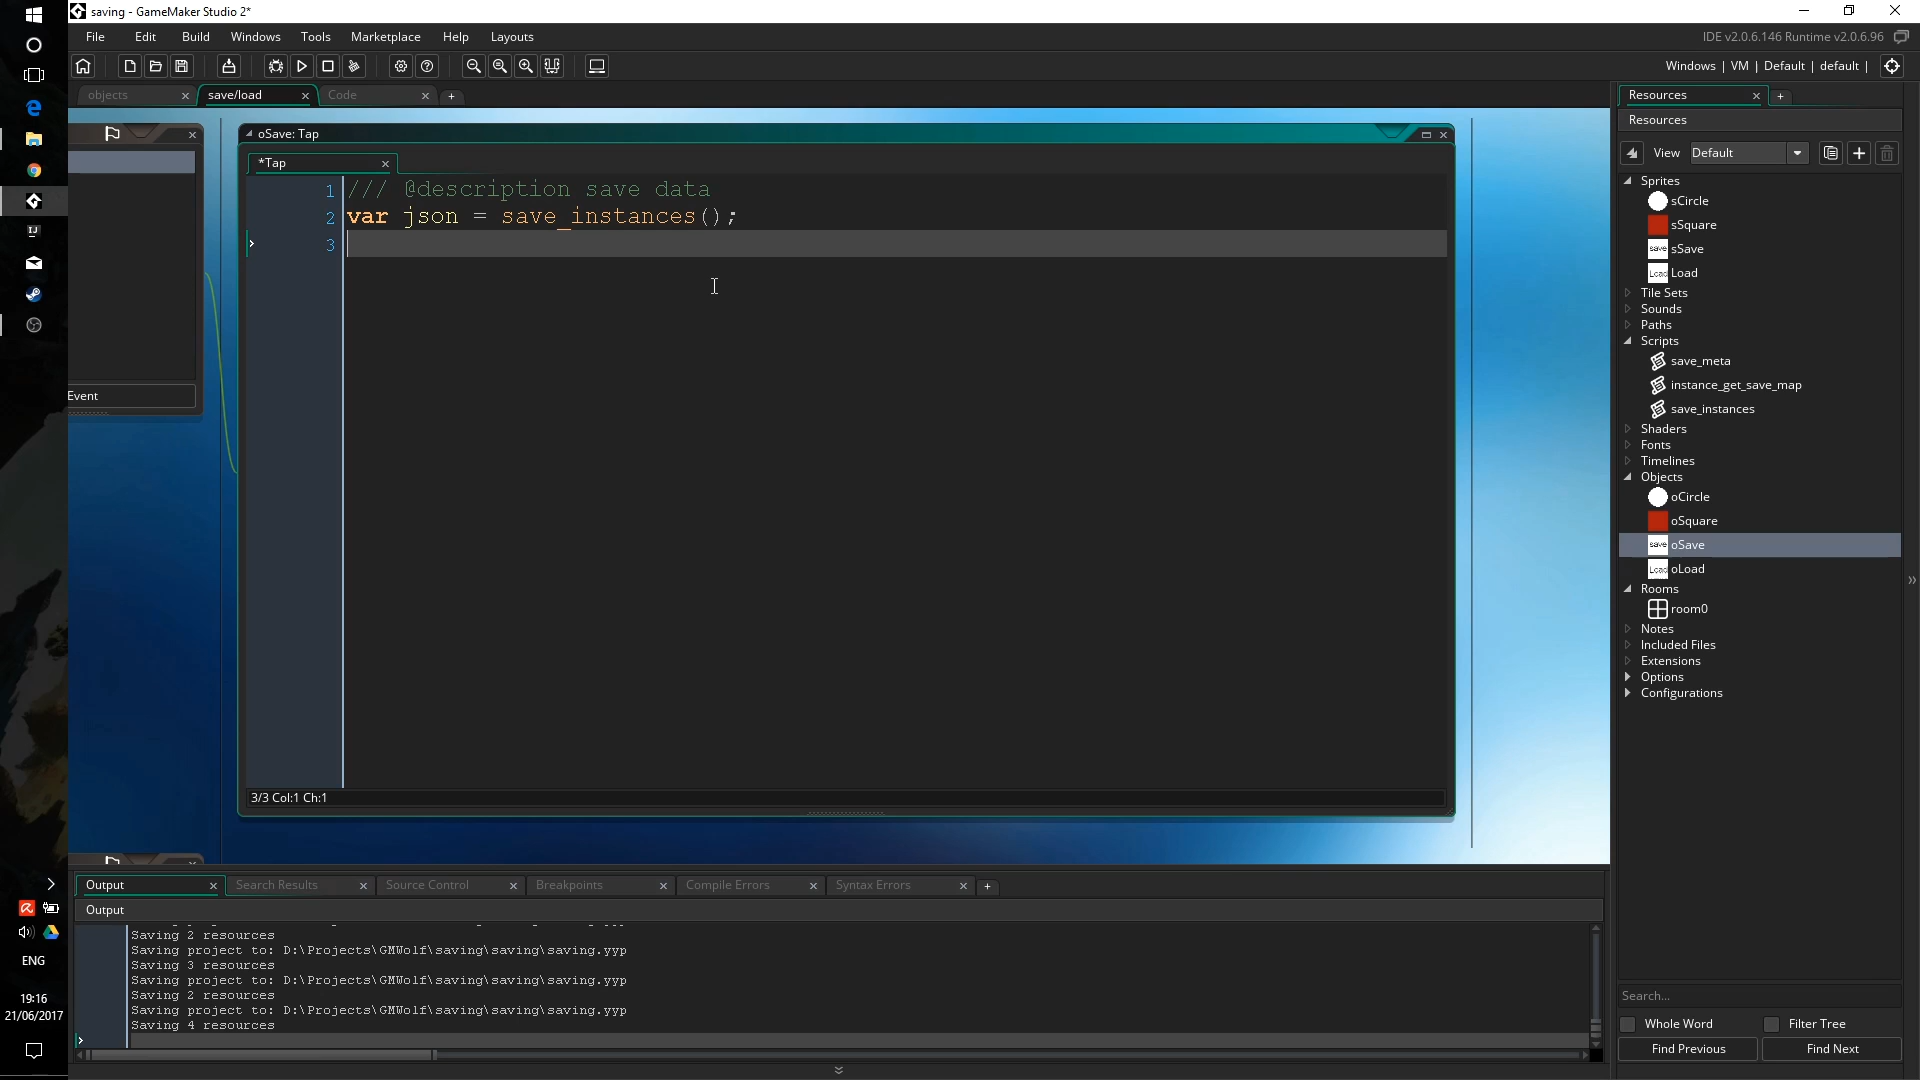 saving - GameMaker Studio 2*
File Edit Build Windows Tools Marketplace Help Layouts
IDE v2.0.6.146 Runtime v2.0.6.96
Windows | VM | Default | default |
objects
save/load
Code
Resources
Resources
View Default
oSave: Tap
*Tap
1 /// @description save data
2 var json = save_instances();
3
3/3 Col:1 Ch:1
Event
Sprites
sCircle
sSquare
save sSave
Load Load
Tile Sets
Sounds
Paths
Scripts
save_meta
instance_get_save_map
save_instances
Shaders
Fonts
Timelines
Objects
oCircle
oSquare
save oSave
Load oLoad
Rooms
room0
Notes
Included Files
Extensions
Options
Configurations
Search...
Whole Word Filter Tree
Find Previous Find Next
Output Search Results Source Control Breakpoints Compile Errors Syntax Errors
Output
Saving 2 resources
Saving project to: D:\Projects\GMWolf\saving\saving\saving.yyp
Saving 3 resources
Saving project to: D:\Projects\GMWolf\saving\saving\saving.yyp
Saving 2 resources
Saving project to: D:\Projects\GMWolf\saving\saving\saving.yyp
Saving 4 resources
IJ
ENG
19:16
21/06/2017